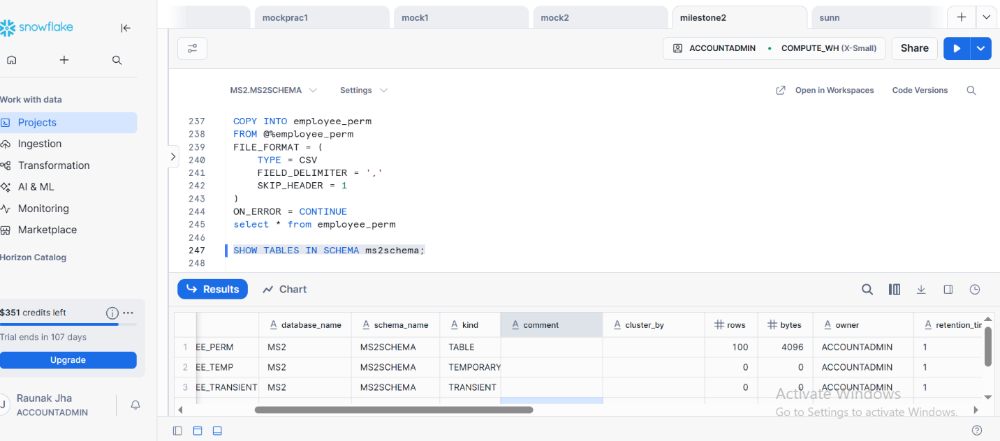 mockprac1
mock1
mock2
milestone2
sunn
snowflake
ACCOUNTADMIN
COMPUTE_WH (X-Small)
Share
Work with data
Projects
Ingestion
Transformation
AI & ML
Monitoring
Marketplace
Horizon Catalog
$351 credits left
Trial ends in 107 days
Upgrade
J
Raunak Jha
ACCOUNTADMIN
MS2.MS2SCHEMA
Settings
Open in Workspaces
Code Versions
237 COPY INTO employee_perm
238 FROM @%employee_perm
239 FILE_FORMAT = (
240 TYPE = CSV
241 FIELD_DELIMITER = ','
242 SKIP_HEADER = 1
243 )
244 ON_ERROR = CONTINUE
245 select * from employee_perm
246
247 SHOW TABLES IN SCHEMA ms2schema;
248
Results
Chart
database_name schema_name kind comment cluster_by rows bytes owner retention_tir
1 EE_PERM MS2 MS2SCHEMA TABLE 100 4096 ACCOUNTADMIN 1
2 EE_TEMP MS2 MS2SCHEMA TEMPORARY 0 0 ACCOUNTADMIN 1
3 EE_TRANSIENT MS2 MS2SCHEMA TRANSIENT 0 0 ACCOUNTADMIN 1
Activate Windows
Go to Settings to activate Windows.